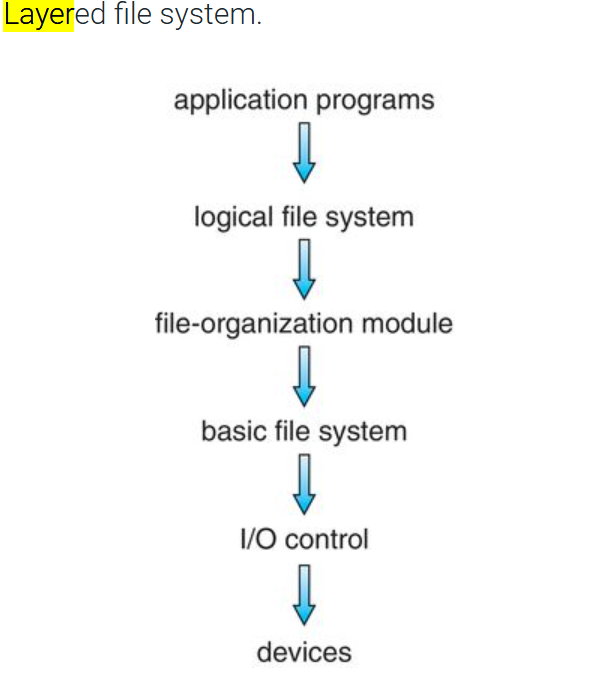 Layered file system.
application programs
logical file system
file-organization module
basic file system
I/O control
devices